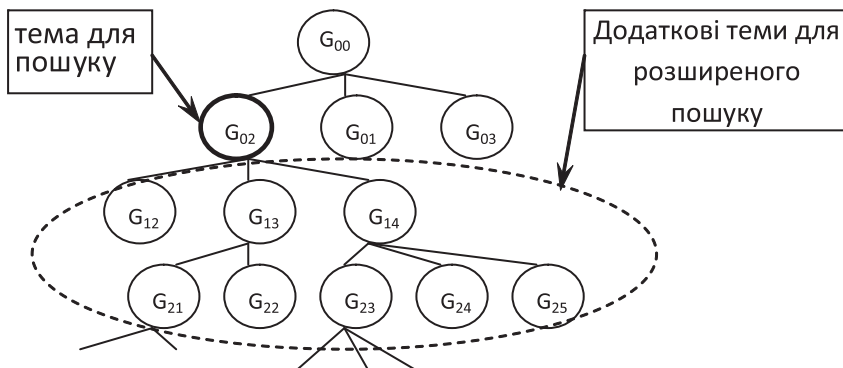 тема для
пошуку
Додаткові теми для
розширеного
пошуку
G00
G02
G01
G03
G12
G13
G14
G21
G22
G23
G24
G25